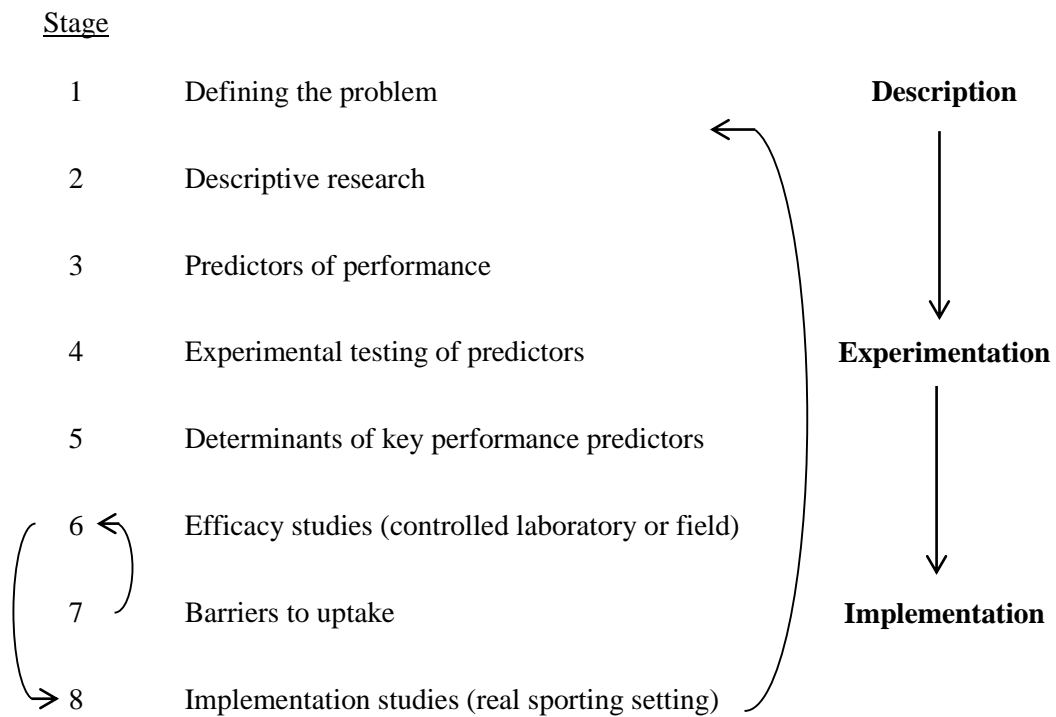 Stage
1 Defining the problem Description
2 Descriptive research
3 Predictors of performance
4 Experimental testing of predictors Experimentation
5 Determinants of key performance predictors
6 Efficacy studies (controlled laboratory or field)
7 Barriers to uptake Implementation
8 Implementation studies (real sporting setting)